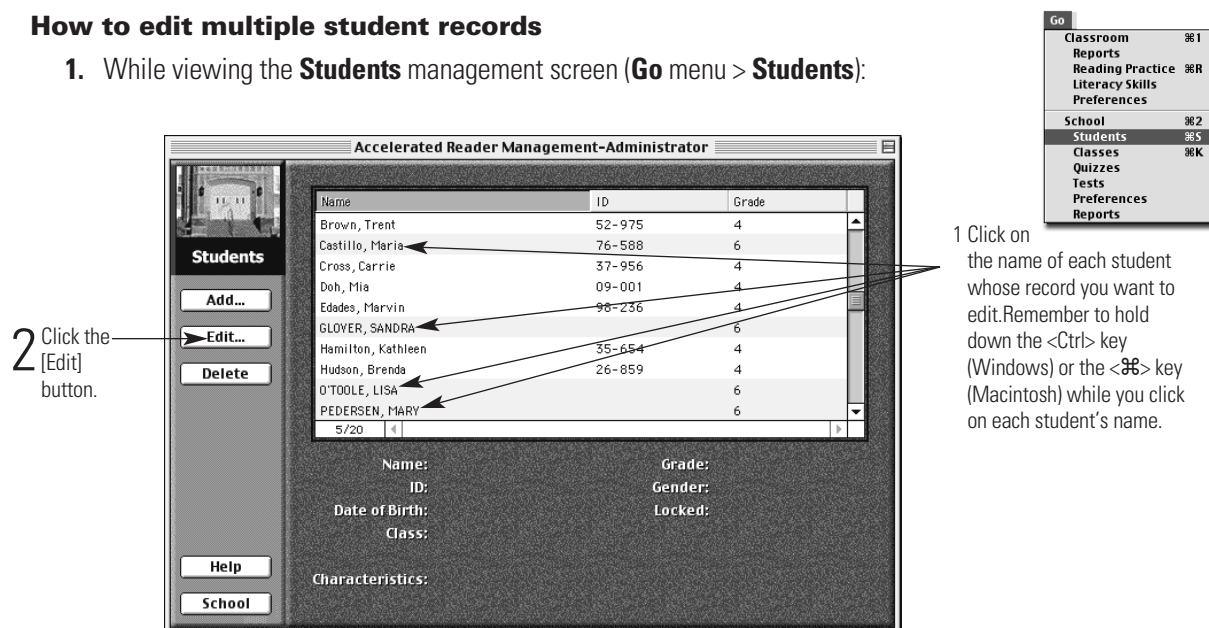 How to edit multiple student records
1. While viewing the Students management screen (Go menu > Students):
Go
Classroom ⌘1
Reports
Reading Practice ⌘R
Literacy Skills
Preferences
School ⌘2
Students ⌘S
Classes ⌘K
Quizzes
Tests
Preferences
Reports
Accelerated Reader Management-Administrator
Students
Add...
Edit...
Delete
Help
School
Name ID Grade
Brown, Trent 52-975 4
Castillo, Maria 76-588 6
Cross, Carrie 37-956 4
Doh, Mia 09-001 4
Edades, Marvin 98-236 4
GLOVER, SANDRA 6
Hamilton, Kathleen 35-654 4
Hudson, Brenda 26-859 4
O'TOOLE, LISA 6
PEDERSEN, MARY 6
5/20
Name: Grade:
ID: Gender:
Date of Birth: Locked:
Class:
Characteristics:
1 Click on
the name of each student
whose record you want to
edit.Remember to hold
down the <Ctrl> key
(Windows) or the <⌘> key
(Macintosh) while you click
on each student's name.
2 Click the
[Edit]
button.